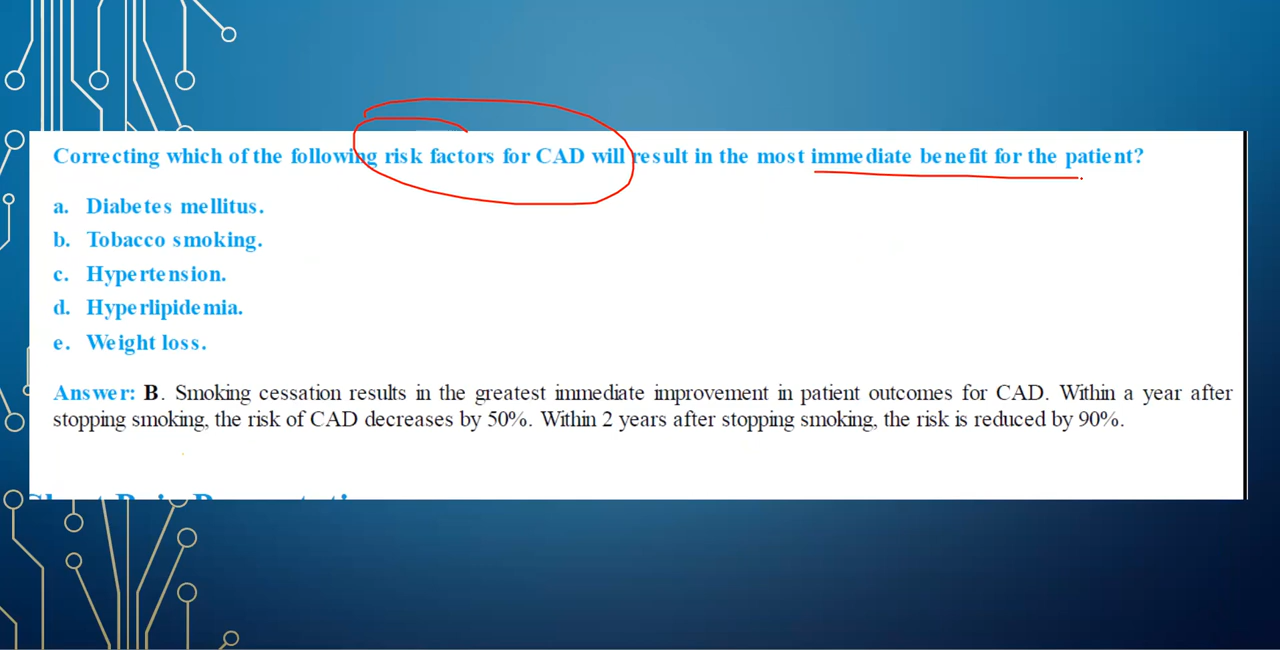 Correcting which of the following risk factors for CAD will result in the most immediate benefit for the patient?
a. Diabetes mellitus.
b. Tobacco smoking.
c. Hypertension.
d. Hyperlipidemia.
e. Weight loss.
Answer: B. Smoking cessation results in the greatest immediate improvement in patient outcomes for CAD. Within a year after
stopping smoking, the risk of CAD decreases by 50%. Within 2 years after stopping smoking, the risk is reduced by 90%.